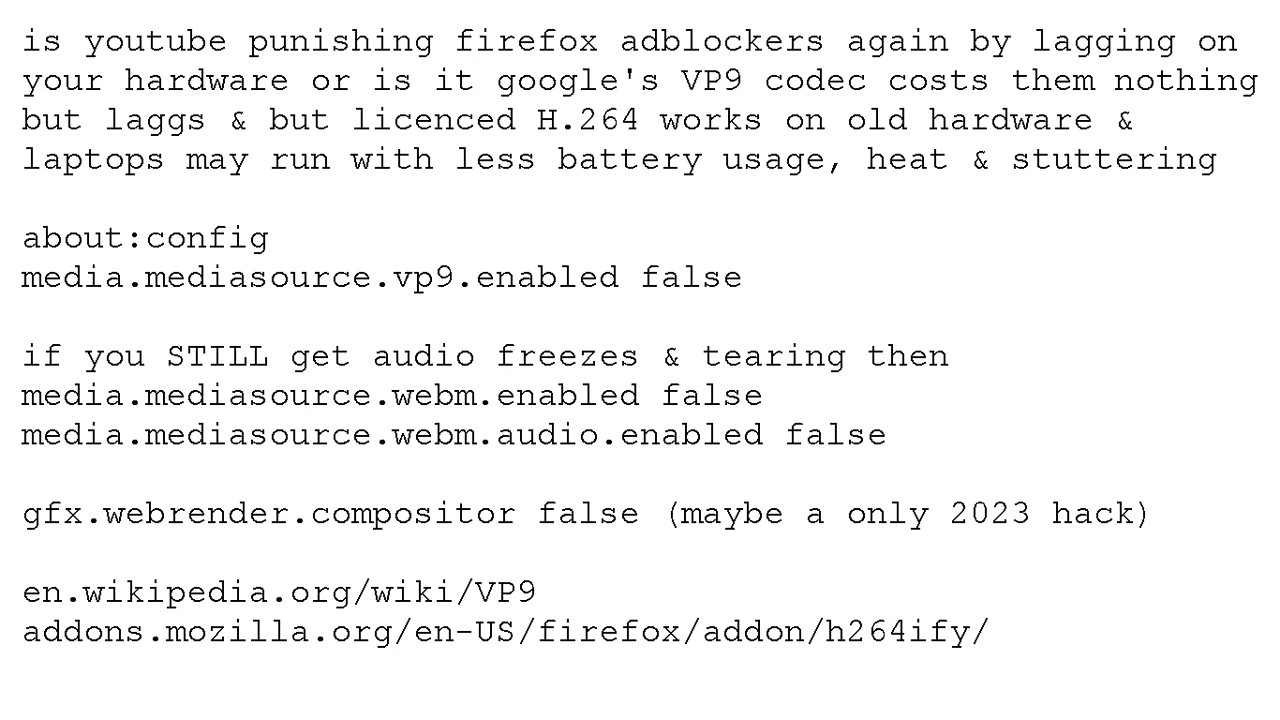 is youtube punishing firefox adblockers again by lagging on
your hardware or is it google's VP9 codec costs them nothing
but laggs & but licenced H.264 works on old hardware &
laptops may run with less battery usage, heat & stuttering
about:config
media.mediasource.vp9.enabled false
if you STILL get audio freezes & tearing then
media.mediasource.webm.enabled false
media.mediasource.webm.audio.enabled false
gfx.webrender.compositor false (maybe a only 2023 hack)
en.wikipedia.org/wiki/VP9
addons.mozilla.org/en-US/firefox/addon/h264ify/